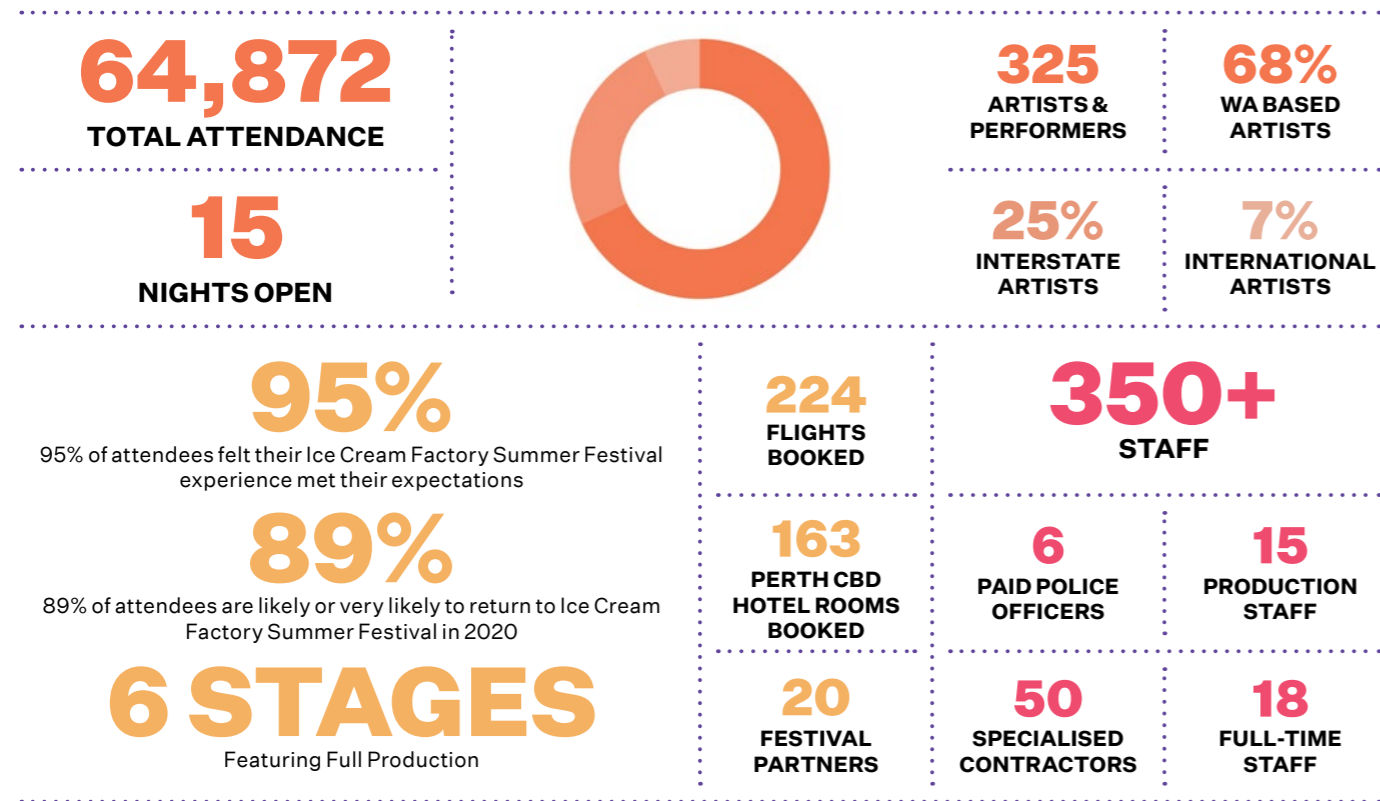 64,872
TOTAL ATTENDANCE
15
NIGHTS OPEN
325
ARTISTS &
PERFORMERS
68%
WA BASED
ARTISTS
25%
INTERSTATE
ARTISTS
7%
INTERNATIONAL
ARTISTS
95%
95% of attendees felt their Ice Cream Factory Summer Festival
experience met their expectations
89%
89% of attendees are likely or very likely to return to Ice Cream
Factory Summer Festival in 2020
6 STAGES
Featuring Full Production
224
FLIGHTS
BOOKED
163
PERTH CBD
HOTEL ROOMS
BOOKED
20
FESTIVAL
PARTNERS
350+
STAFF
6
PAID POLICE
OFFICERS
15
PRODUCTION
STAFF
50
SPECIALISED
CONTRACTORS
18
FULL-TIME
STAFF